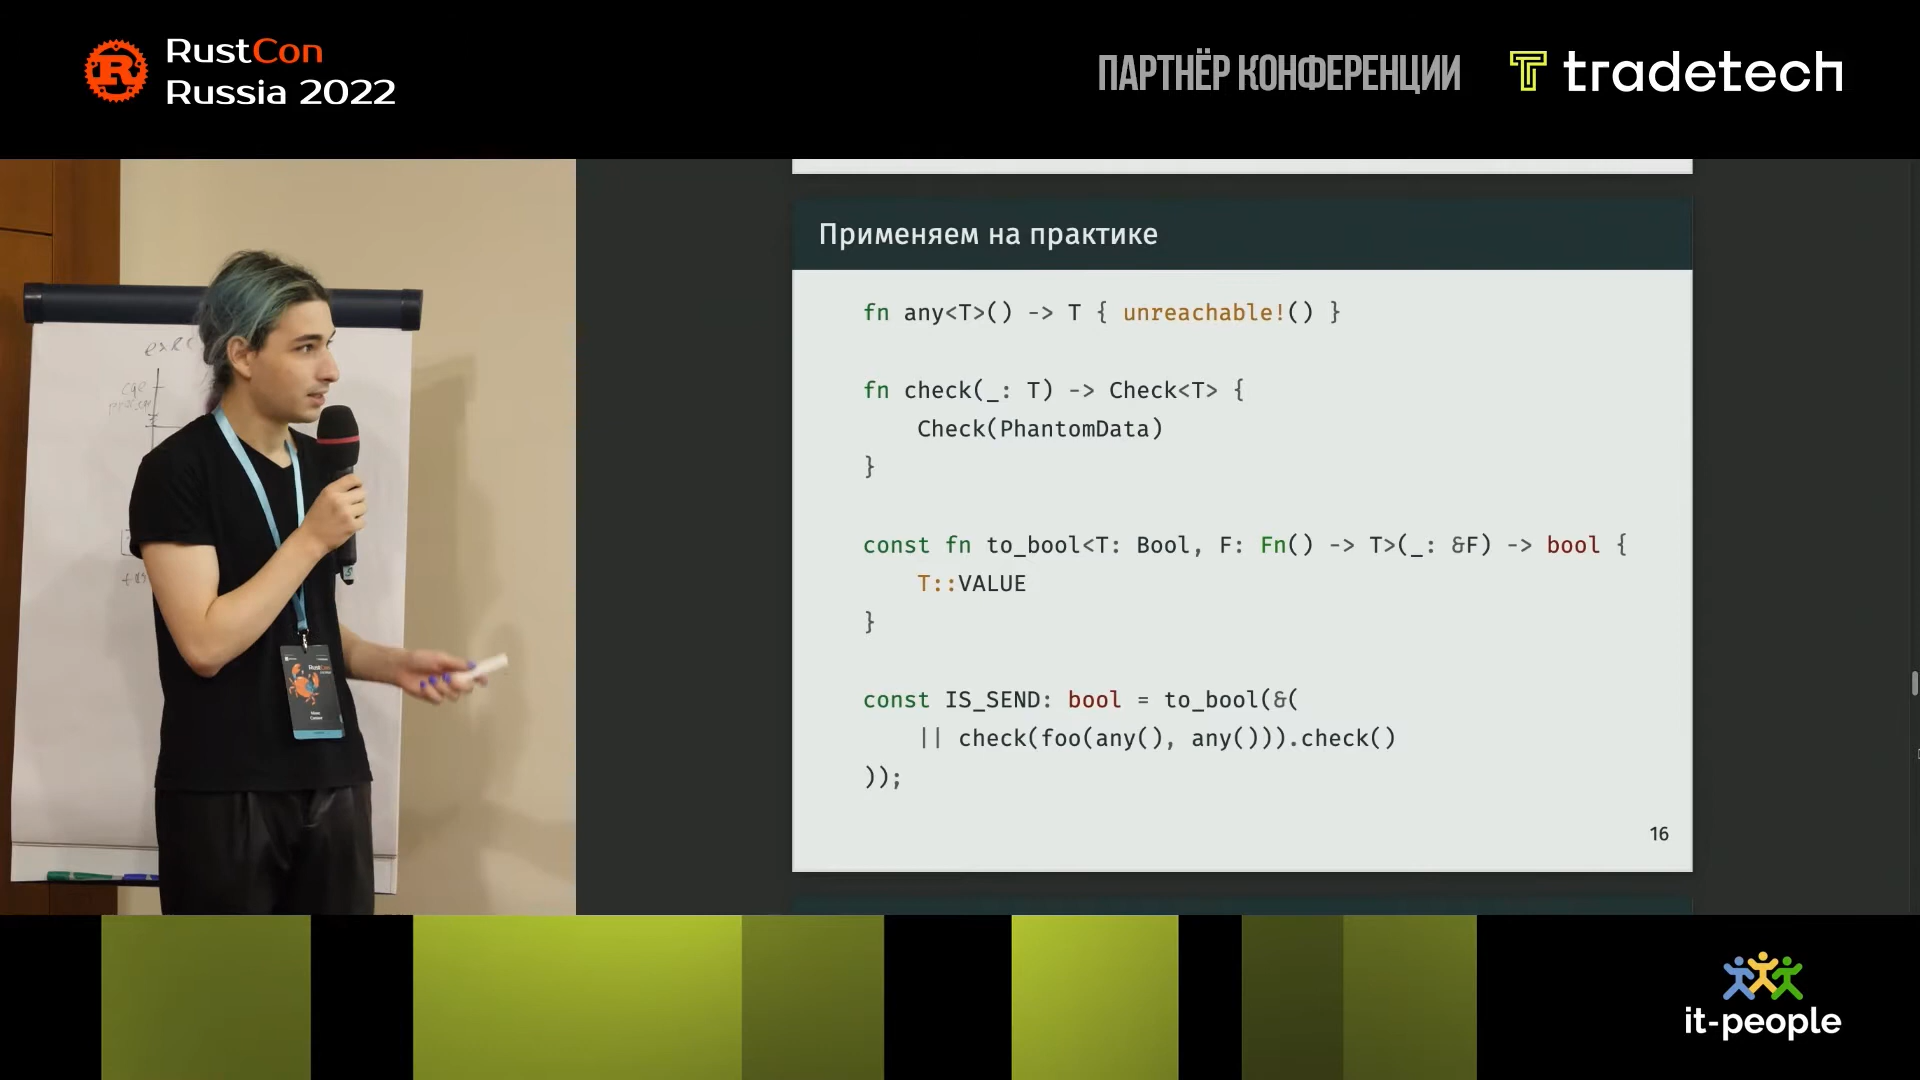 RustCon
Russia 2022
ПАРТНЁР КОНФЕРЕНЦИИ
tradetech
Применяем на практике
fn any<T>() -> T { unreachable!() }
fn check(_: T) -> Check<T> {
Check(PhantomData)
}
const fn to_bool<T: Bool, F: Fn() -> T>(_: &F) -> bool {
T::VALUE
}
const IS_SEND: bool = to_bool(&(
|| check(foo(any(), any())).check()
));
16
it-people